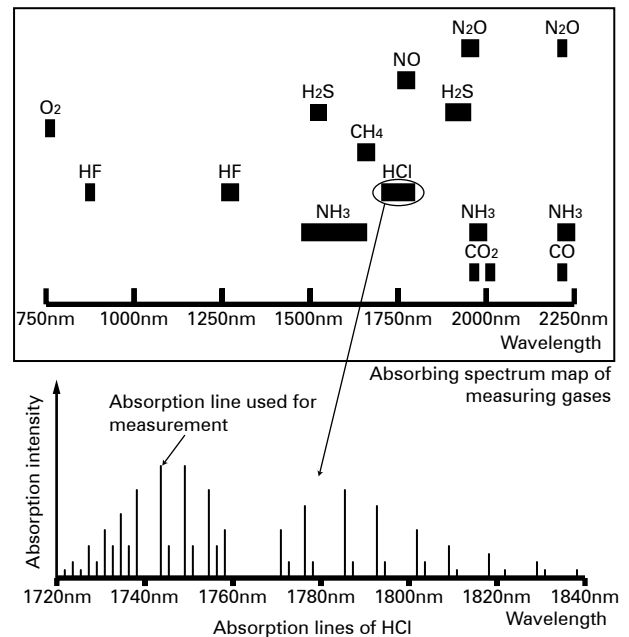 N2O N2O
NO
H2S H2S
O2
CH4
HF HF HCl
NH3 NH3 NH3
CO2 CO
750nm 1000nm 1250nm 1500nm 1750nm 2000nm 2250nm
Wavelength
Absorbing spectrum map of
measuring gases
Absorption intensity
Absorption line used for
measurement
1720nm 1740nm 1760nm 1780nm 1800nm 1820nm 1840nm
Wavelength
Absorption lines of HCl